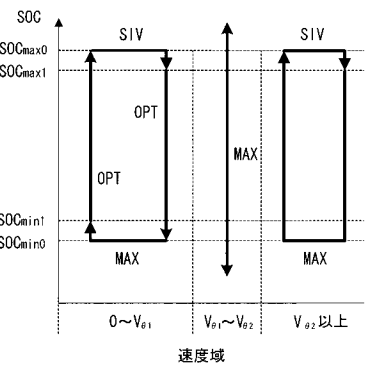 SOC
SOCmax0
SIV
SIV
SOCmax1
OPT
MAX
OPT
SOCmin1
SOCmin0
MAX
MAX
0～Vθ1
Vθ1～Vθ2
Vθ2以上
速度域